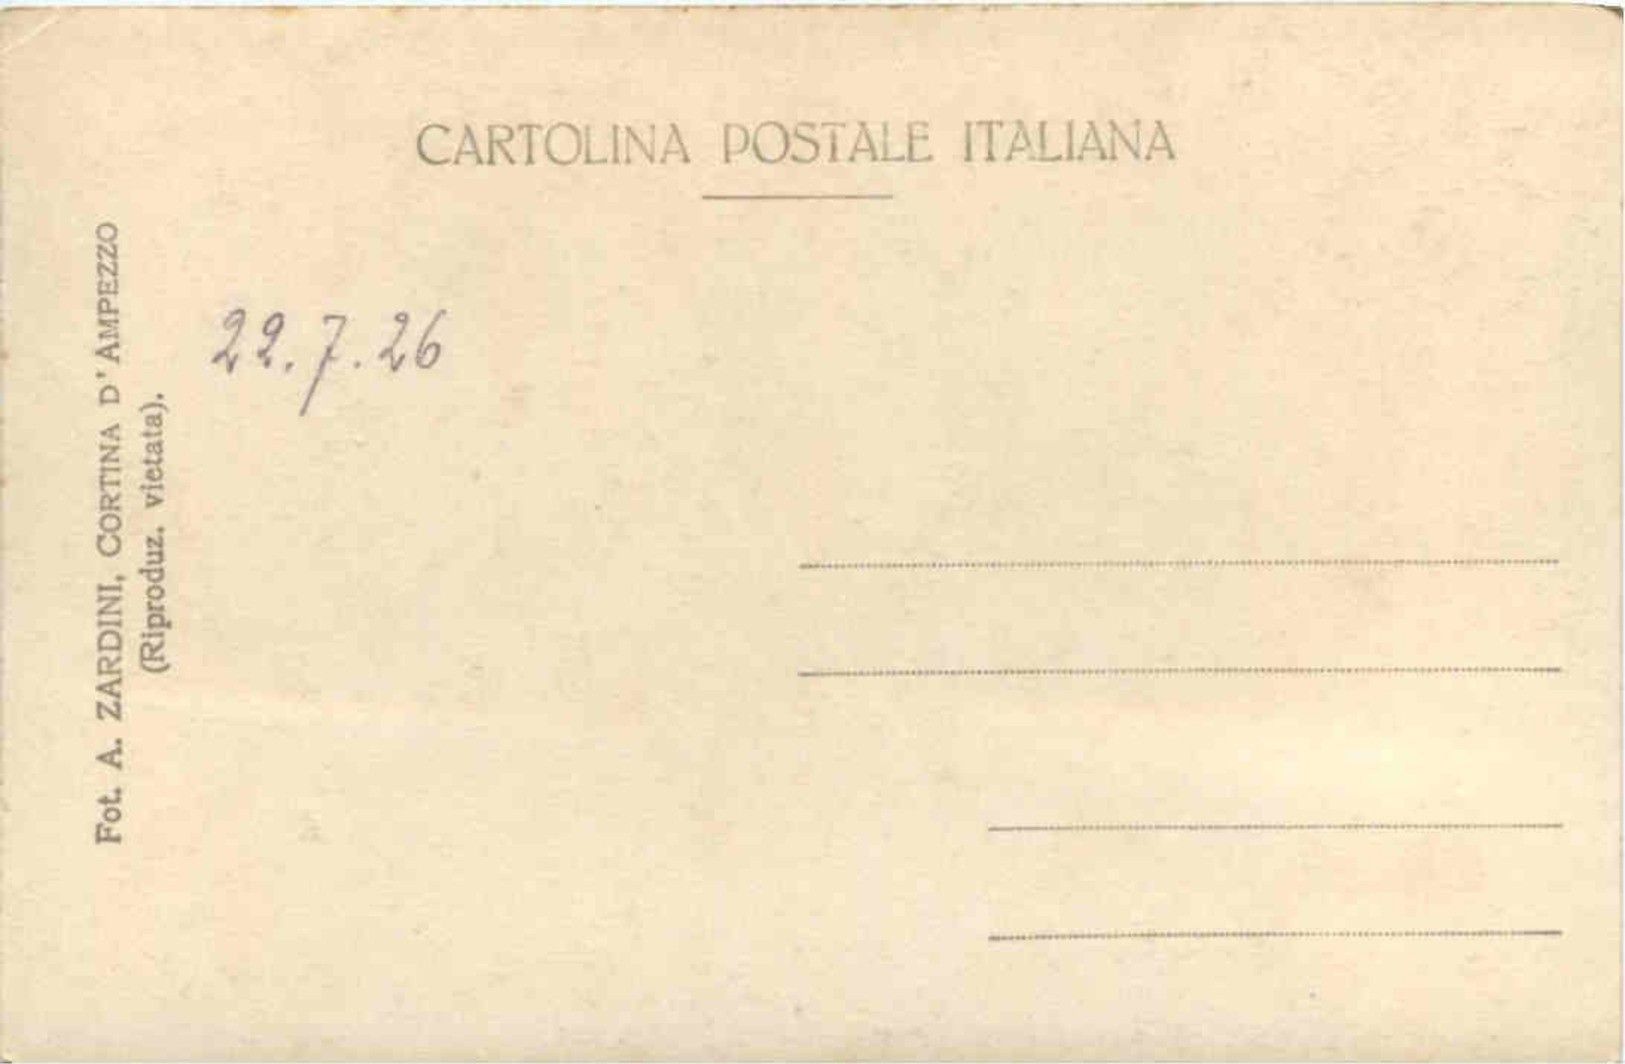 CARTOLINA POSTALE ITALIANA
Fot. A. ZARDINI, CORTINA D'AMPEZZO
(Riproduz. vietata).
22.7.26